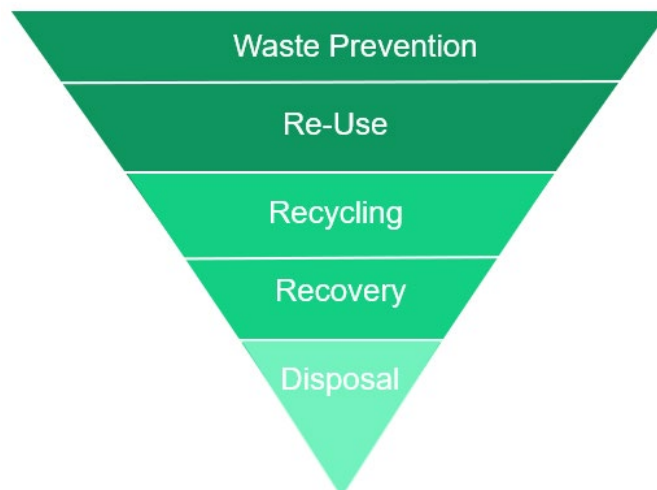 Waste Prevention
Re-Use
Recycling
Recovery
Disposal